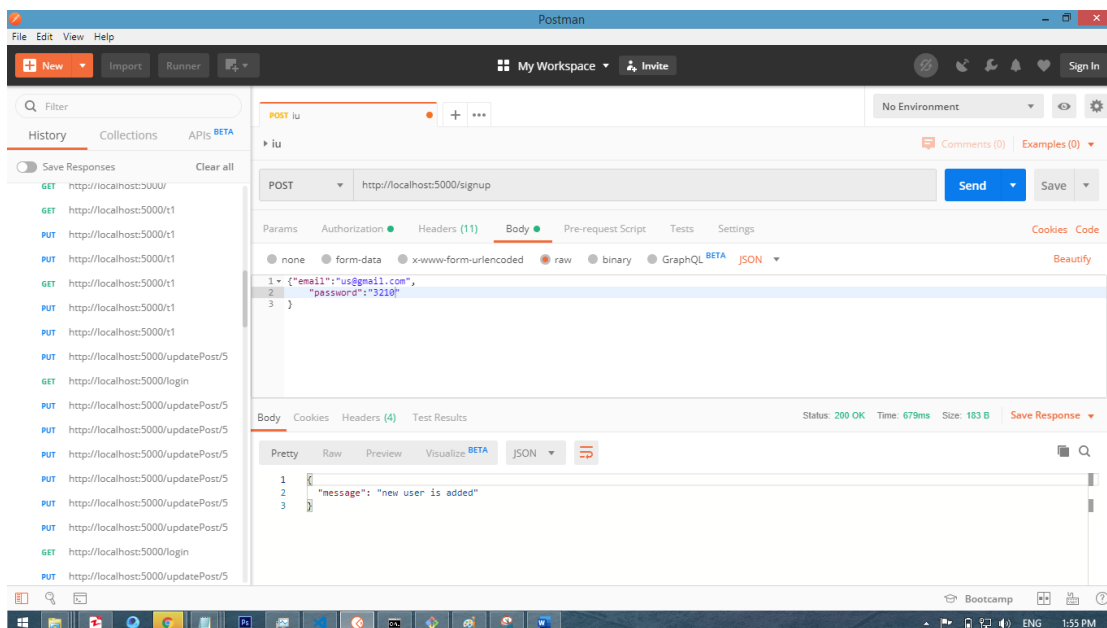 Postman
File Edit View Help
New Import Runner My Workspace Invite Sign In
Filter
History Collections APIs BETA
Save Responses Clear all
GET http://localhost:5000/
GET http://localhost:5000/t1
PUT http://localhost:5000/t1
PUT http://localhost:5000/t1
GET http://localhost:5000/t1
PUT http://localhost:5000/t1
PUT http://localhost:5000/t1
PUT http://localhost:5000/updatePost/5
GET http://localhost:5000/login
PUT http://localhost:5000/updatePost/5
PUT http://localhost:5000/updatePost/5
PUT http://localhost:5000/updatePost/5
PUT http://localhost:5000/updatePost/5
PUT http://localhost:5000/updatePost/5
PUT http://localhost:5000/updatePost/5
GET http://localhost:5000/login
PUT http://localhost:5000/updatePost/5
POST iu
No Environment
iu Comments (0) Examples (0)
POST http://localhost:5000/signup Send Save
Params Authorization Headers (11) Body Pre-request Script Tests Settings Cookies Code
none form-data x-www-form-urlencoded raw binary GraphQL BETA JSON Beautify
1 {"email":"us@gmail.com",
2 "password":"3210"
3 }
Body Cookies Headers (4) Test Results Status: 200 OK Time: 679ms Size: 183 B Save Response
Pretty Raw Preview Visualize BETA JSON
1 {
2 "message": "new user is added"
3 }
Bootcamp
ENG 1:55 PM